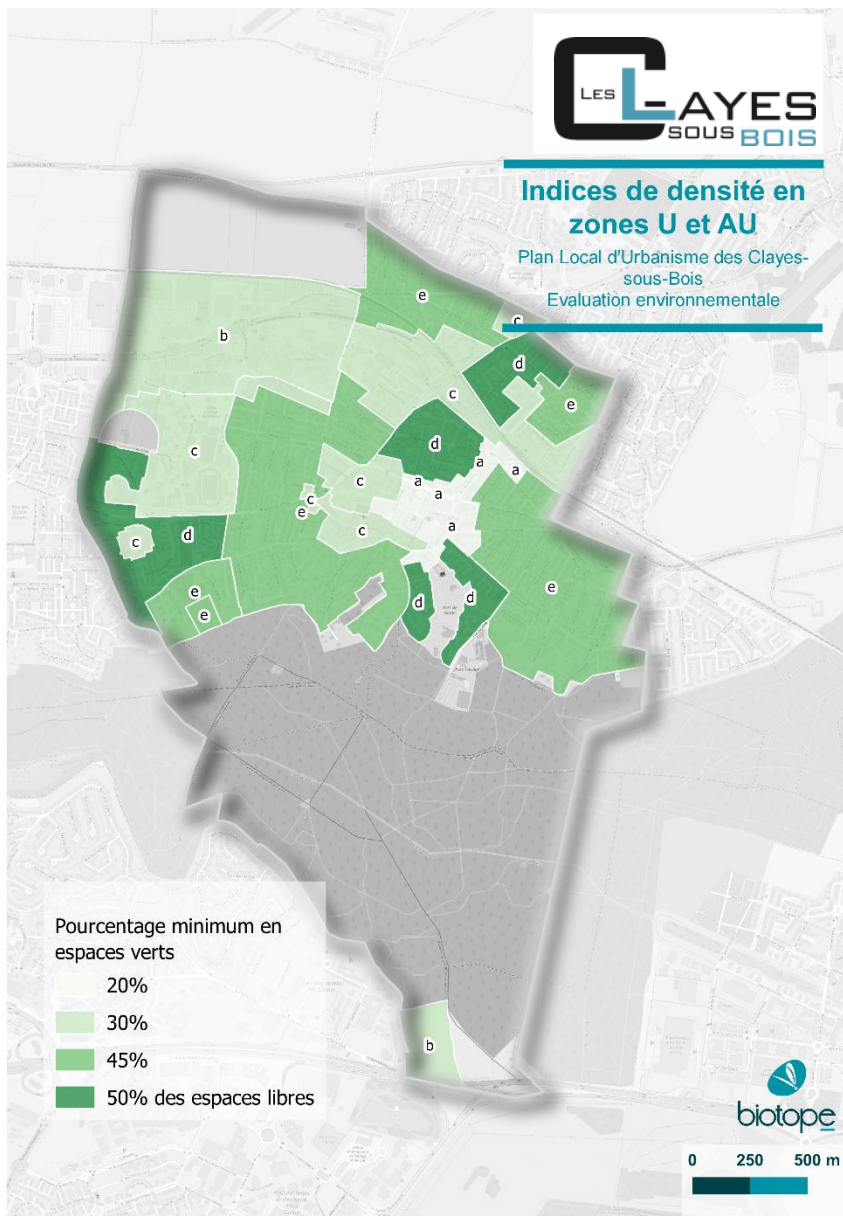 LES CLAYES
SOUS BOIS
Indices de densité en
zones U et AU
Plan Local d'Urbanisme des Clayes-
sous-Bois
Evaluation environnementale
e
c
b
d
c
e
d
c
a
a
c
a
c
a
e
c
a
d
c
e
e
d
d
e
Pourcentage minimum en
espaces verts
20%
30%
45%
50% des espaces libres
b
biotope
0 250 500 m